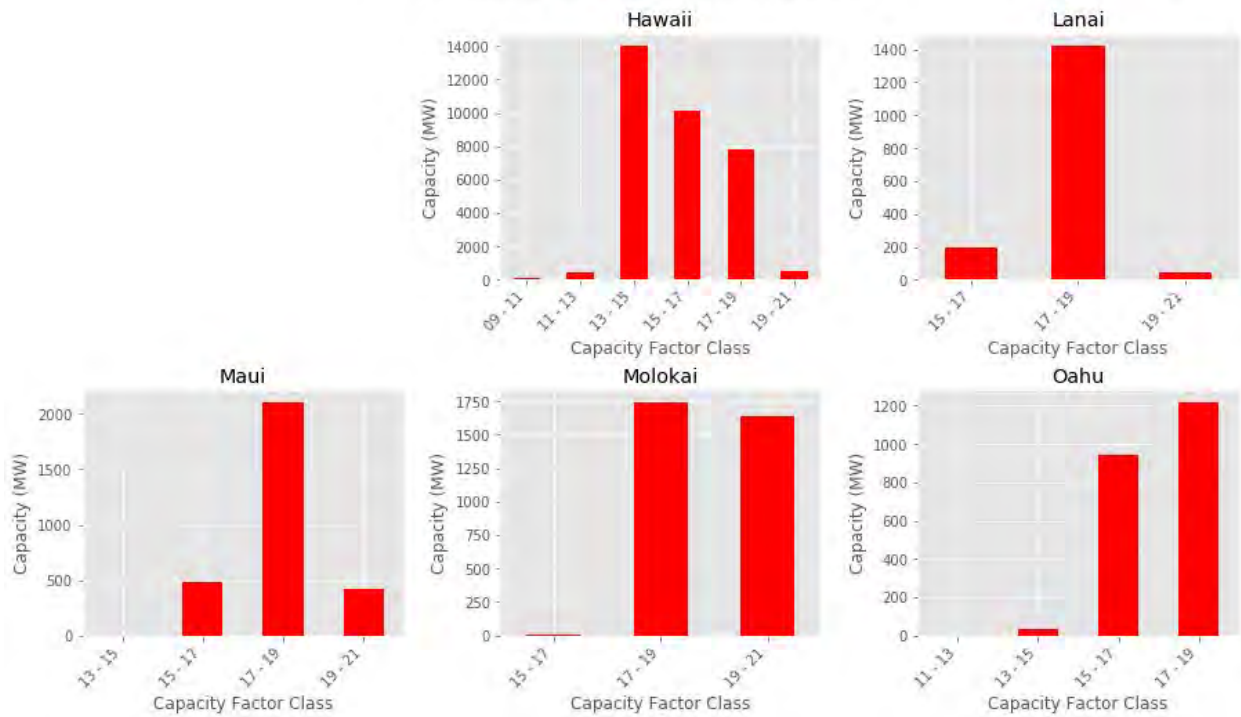 Hawaii
Capacity (MW)
14000
12000
10000
8000
6000
4000
2000
0
09 - 11
11 - 13
13 - 15
15 - 17
17 - 19
19 - 21
Capacity Factor Class
Lanai
Capacity (MW)
1400
1200
1000
800
600
400
200
0
15 - 17
17 - 19
19 - 21
Capacity Factor Class
Maui
Capacity (MW)
2000
1500
1000
500
0
13 - 15
15 - 17
17 - 19
19 - 21
Capacity Factor Class
Molokai
Capacity (MW)
1750
1500
1250
1000
750
500
250
0
15 - 17
17 - 19
19 - 21
Capacity Factor Class
Oahu
Capacity (MW)
1200
1000
800
600
400
200
0
11 - 13
13 - 15
15 - 17
17 - 19
Capacity Factor Class